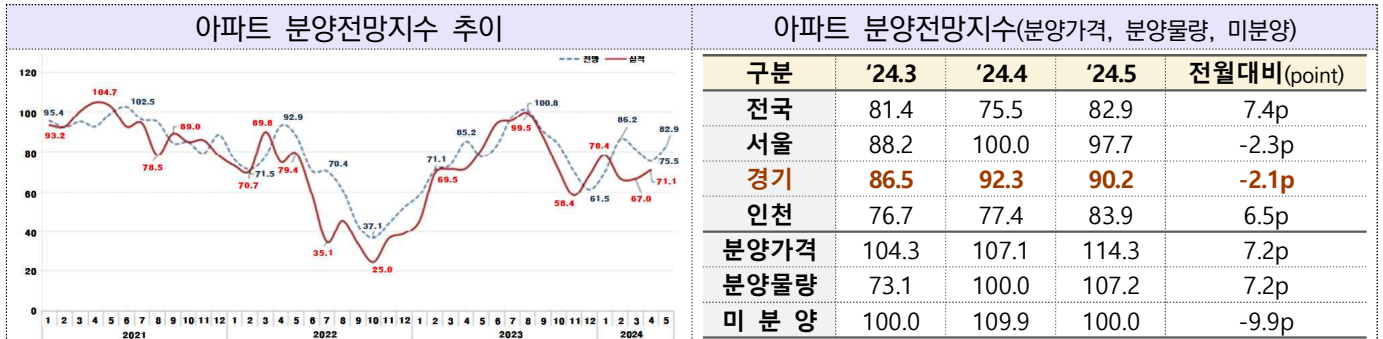 아파트 분양전망지수 추이
전망 실적
120
100
80
60
40
20
0
95.4
93.2
104.7
102.5
78.5
89.0
70.7
71.5
89.8
92.9
79.4
70.4
35.1
37.1
25.0
71.1
69.5
85.2
100.8
99.5
58.4
61.5
78.4
86.2
67.0
82.9
75.5
71.1
1 2 3 4 5 6 7 8 9 10 11 12 1 2 3 4 5 6 7 8 9 10 11 12 1 2 3 4 5 6 7 8 9 10 11 12 1 2 3 4 5
2021 2022 2023 2024
아파트 분양전망지수(분양가격, 분양물량, 미분양)
구분 ‘24.3 ‘24.4 ‘24.5 전월대비(point)
전국 81.4 75.5 82.9 7.4p
서울 88.2 100.0 97.7 -2.3p
경기 86.5 92.3 90.2 -2.1p
인천 76.7 77.4 83.9 6.5p
분양가격 104.3 107.1 114.3 7.2p
분양물량 73.1 100.0 107.2 7.2p
미 분 양 100.0 109.9 100.0 -9.9p